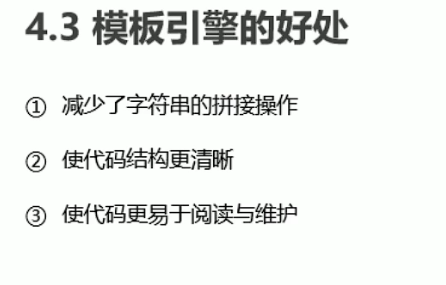 4.3 模板引擎的好处
① 减少了字符串的拼接操作
② 使代码结构更清晰
③ 使代码更易于阅读与维护